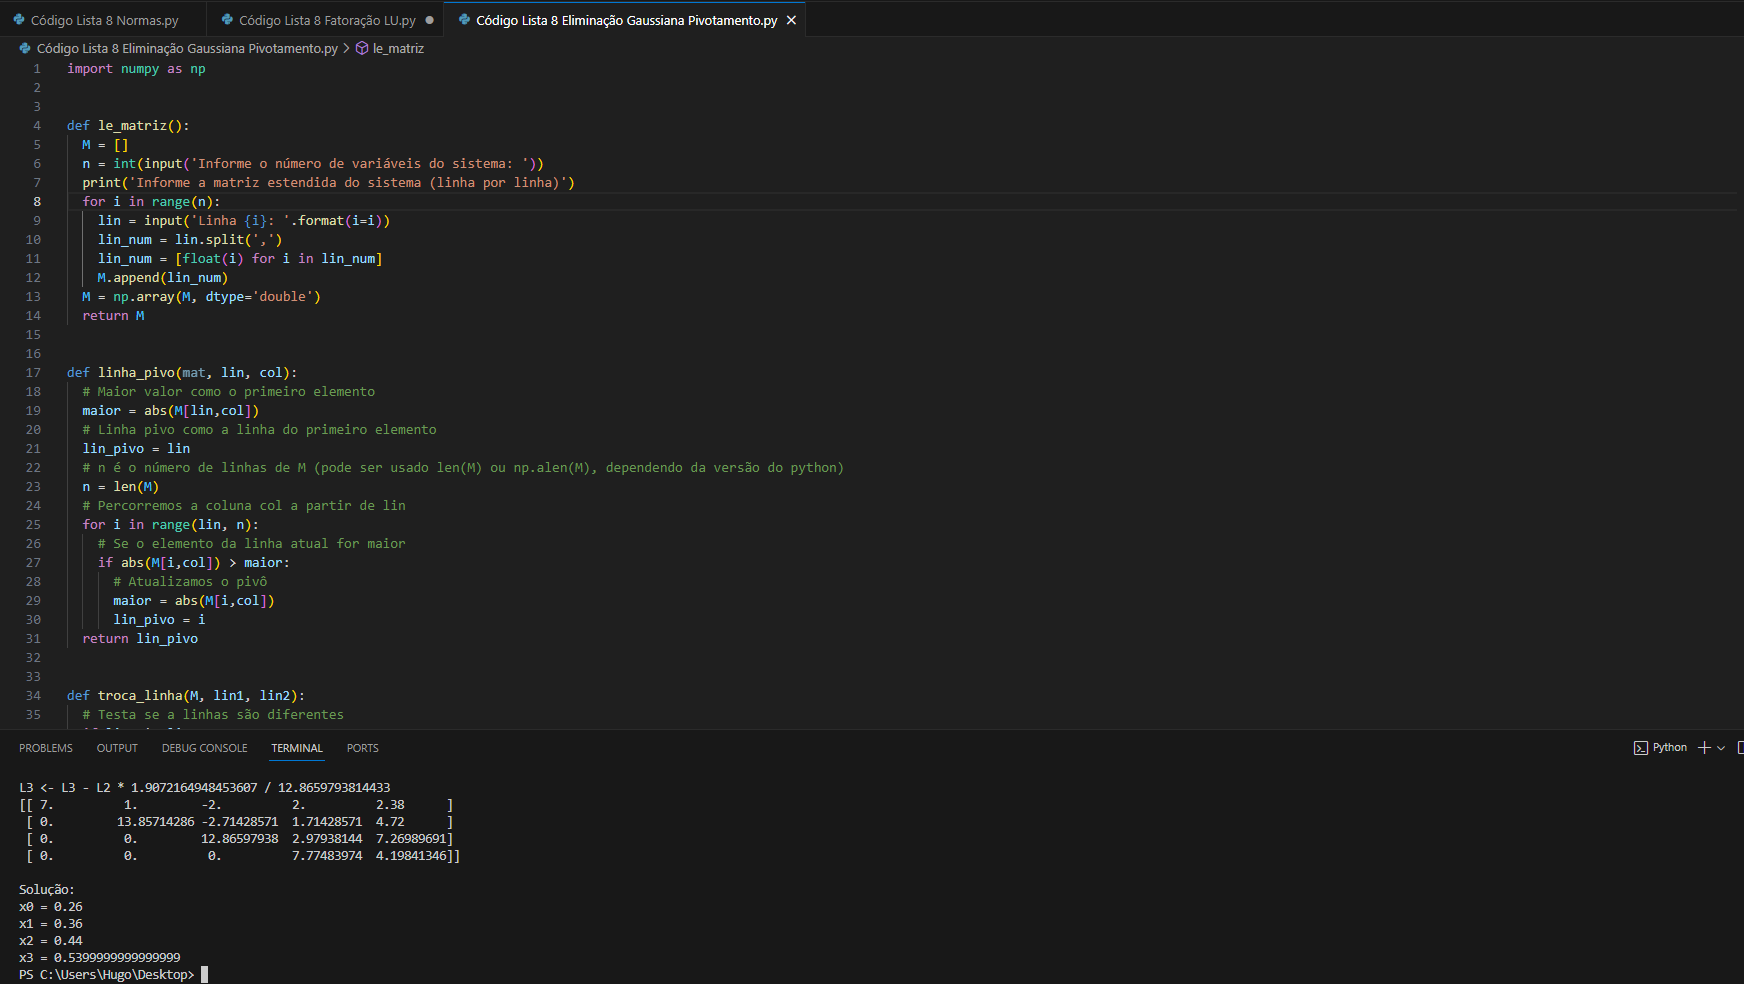 Código Lista 8 Normas.py
Código Lista 8 Fatoração LU.py
Código Lista 8 Eliminação Gaussiana Pivotamento.py
Código Lista 8 Eliminação Gaussiana Pivotamento.py > le_matriz
1 import numpy as np
2
3
4 def le_matriz():
5   M = []
6   n = int(input('Informe o número de variáveis do sistema: '))
7   print('Informe a matriz estendida do sistema (linha por linha)')
8   for i in range(n):
9     lin = input('Linha {i}: '.format(i=i))
10     lin_num = lin.split(',')
11     lin_num = [float(i) for i in lin_num]
12     M.append(lin_num)
13   M = np.array(M, dtype='double')
14   return M
15
16
17 def linha_pivo(mat, lin, col):
18   # Maior valor como o primeiro elemento
19   maior = abs(M[lin,col])
20   # Linha pivo como a linha do primeiro elemento
21   lin_pivo = lin
22   # n é o número de linhas de M (pode ser usado len(M) ou np.alen(M), dependendo da versão do python)
23   n = len(M)
24   # Percorremos a coluna col a partir de lin
25   for i in range(lin, n):
26     # Se o elemento da linha atual for maior
27     if abs(M[i,col]) > maior:
28       # Atualizamos o pivô
29       maior = abs(M[i,col])
30       lin_pivo = i
31   return lin_pivo
32
33
34 def troca_linha(M, lin1, lin2):
35   # Testa se a linhas são diferentes
PROBLEMS OUTPUT DEBUG CONSOLE TERMINAL PORTS
Python
L3 <- L3 - L2 * 1.9072164948453607 / 12.8659793814433
[[ 7. 1. -2. 2. 2.38 ]
[ 0. 13.85714286 -2.71428571 1.71428571 4.72 ]
[ 0. 0. 12.86597938 2.97938144 7.26989691]
[ 0. 0. 0. 7.77483974 4.19841346]]
Solução:
x0 = 0.26
x1 = 0.36
x2 = 0.44
x3 = 0.5399999999999999
PS C:\Users\Hugo\Desktop>